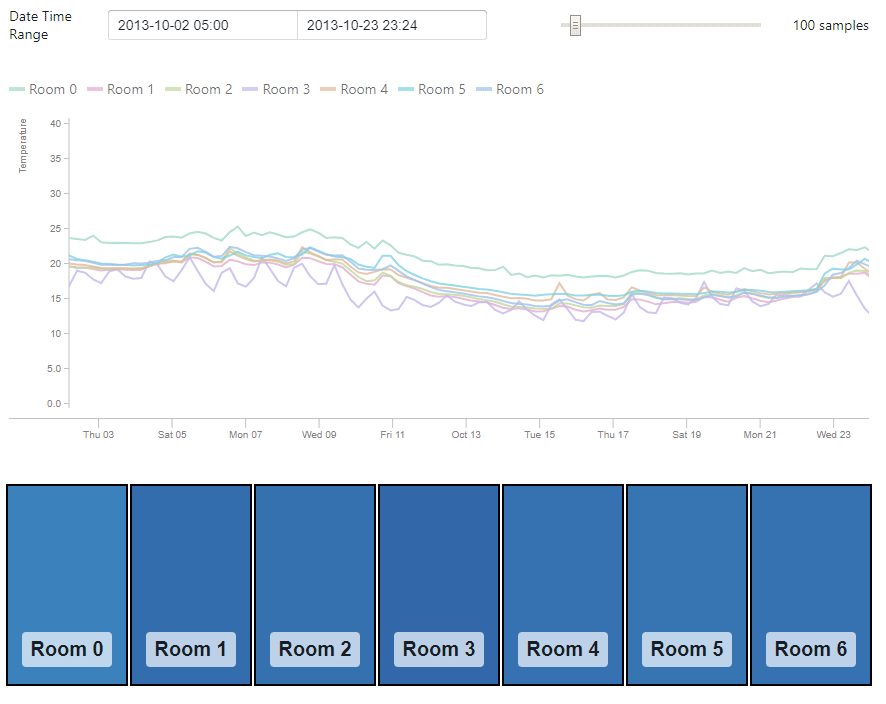 Date Time
Range
2013-10-02 05:00
2013-10-23 23:24
100 samples
Room 0 Room 1 Room 2 Room 3 Room 4 Room 5 Room 6
Temperature
40
35
30
25
20
15
10
5.0
0.0
Thu 03 Sat 05 Mon 07 Wed 09 Fri 11 Oct 13 Tue 15 Thu 17 Sat 19 Mon 21 Wed 23
Room 0 Room 1 Room 2 Room 3 Room 4 Room 5 Room 6